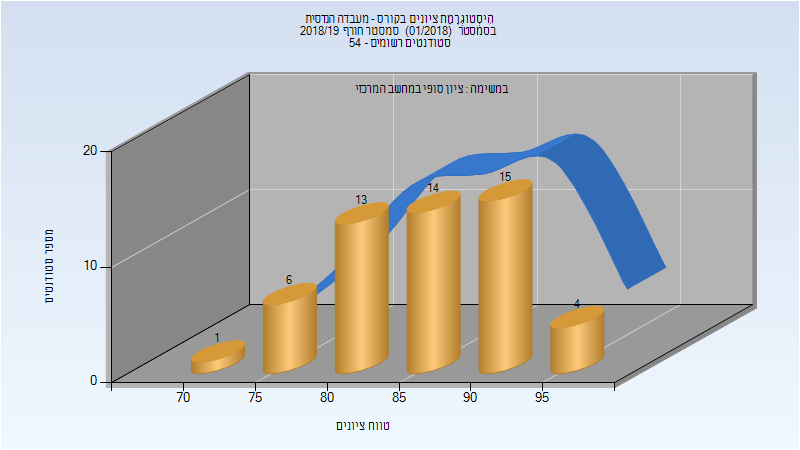 היסטוגרמת ציונים בקורס - מעבדה הנדסית
בסמסטר (01/2018) סמסטר חורף 2018/19
סטודנטים רשומים - 54
במשימה : ציון סופי במחשב המרכזי
20
10
0
מספר סטודנטים
1
6
13
14
15
4
70 75 80 85 90 95
טווח ציונים